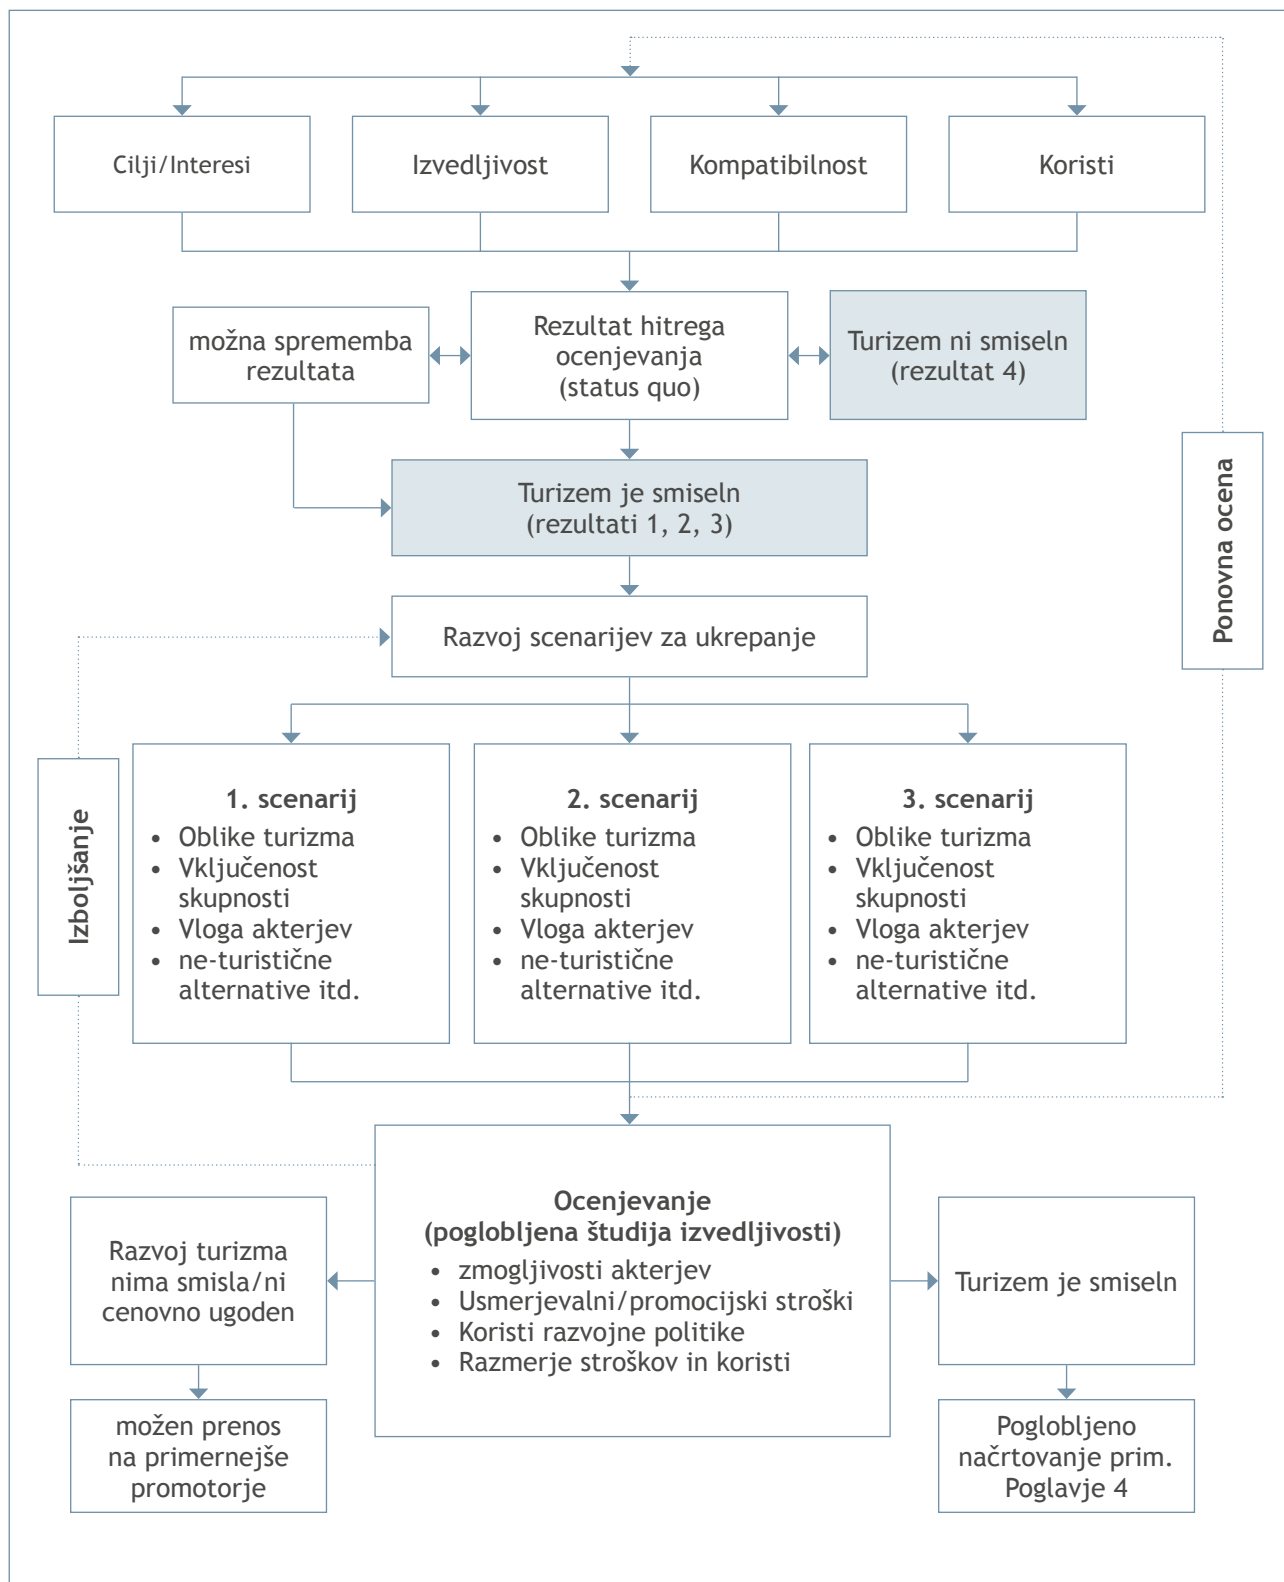 Cilji/Interesi
Izvedljivost
Kompatibilnost
Koristi
možna sprememba
rezultata
Rezultat hitrega
ocenjevanja
(status quo)
Turizem ni smiseln
(rezultat 4)
Turizem je smiseln
(rezultati 1, 2, 3)
Ponovna ocena
Razvoj scenarijev za ukrepanje
Izboljšanje
1. scenarij
• Oblike turizma
• Vključenost
skupnosti
• Vloga akterjev
• ne-turistične
alternative itd.
2. scenarij
• Oblike turizma
• Vključenost
skupnosti
• Vloga akterjev
• ne-turistične
alternative itd.
3. scenarij
• Oblike turizma
• Vključenost
skupnosti
• Vloga akterjev
• ne-turistične
alternative itd.
Ocenjevanje
(poglobljena študija izvedljivosti)
• zmogljivosti akterjev
• Usmerjevalni/promocijski stroški
• Koristi razvojne politike
• Razmerje stroškov in koristi
Razvoj turizma
nima smisla/ni
cenovno ugoden
Turizem je smiseln
možen prenos
na primernejše
promotorje
Poglobljeno
načrtovanje prim.
Poglavje 4